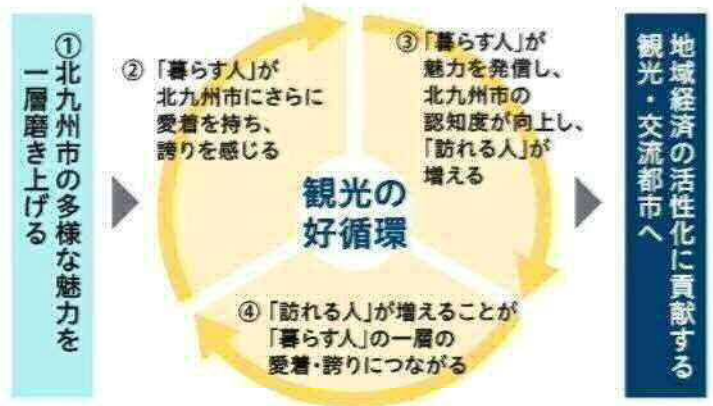 ①北九州市の多様な魅力を
一層磨き上げる
②「暮らす人」が
北九州市にさらに
愛着を持ち、
誇りを感じる
③「暮らす人」が
魅力を発信し、
北九州市の
認知度が向上し、
「訪れる人」が
増える
観光の
好循環
④「訪れる人」が増えることが
「暮らす人」の一層の
愛着・誇りにつながる
地域経済の活性化に貢献する
観光・交流都市へ